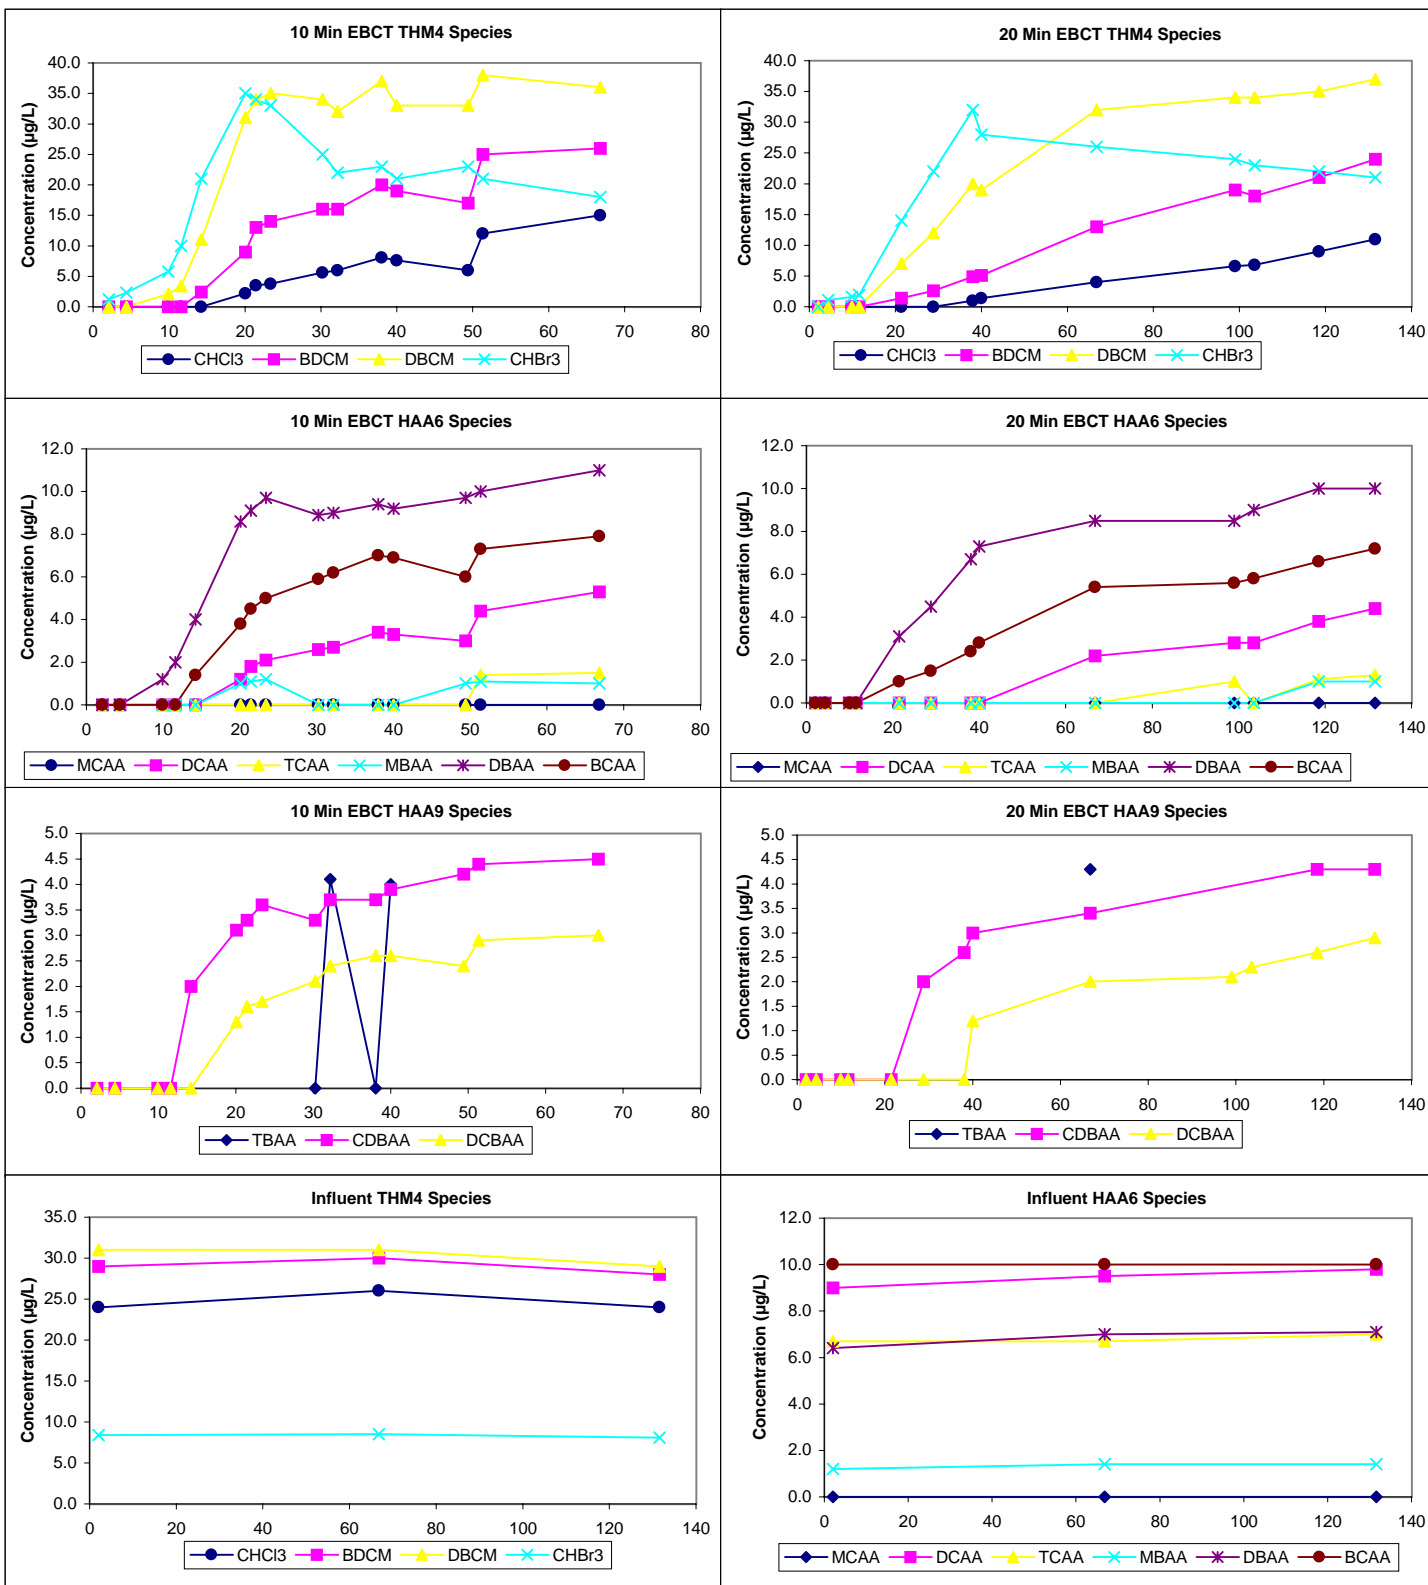 10 Min EBCT THM4 Species
Concentration (µg/L)
40.0
35.0
30.0
25.0
20.0
15.0
10.0
5.0
0.0
0 10 20 30 40 50 60 70 80
CHCl3 BDCM DBCM CHBr3
20 Min EBCT THM4 Species
Concentration (µg/L)
40.0
35.0
30.0
25.0
20.0
15.0
10.0
5.0
0.0
0 20 40 60 80 100 120 140
CHCl3 BDCM DBCM CHBr3
10 Min EBCT HAA6 Species
Concentration (µg/L)
12.0
10.0
8.0
6.0
4.0
2.0
0.0
0 10 20 30 40 50 60 70 80
MCAA DCAA TCAA MBAA DBAA BCAA
20 Min EBCT HAA6 Species
Concentration (µg/L)
12.0
10.0
8.0
6.0
4.0
2.0
0.0
0 20 40 60 80 100 120 140
MCAA DCAA TCAA MBAA DBAA BCAA
10 Min EBCT HAA9 Species
Concentration (µg/L)
5.0
4.5
4.0
3.5
3.0
2.5
2.0
1.5
1.0
0.5
0.0
0 10 20 30 40 50 60 70 80
TBAA CDBAA DCBAA
20 Min EBCT HAA9 Species
Concentration (µg/L)
5.0
4.5
4.0
3.5
3.0
2.5
2.0
1.5
1.0
0.5
0.0
0 20 40 60 80 100 120 140
TBAA CDBAA DCBAA
Influent THM4 Species
Concentration (µg/L)
35.0
30.0
25.0
20.0
15.0
10.0
5.0
0.0
0 20 40 60 80 100 120 140
CHCl3 BDCM DBCM CHBr3
Influent HAA6 Species
Concentration (µg/L)
12.0
10.0
8.0
6.0
4.0
2.0
0.0
0 20 40 60 80 100 120 140
MCAA DCAA TCAA MBAA DBAA BCAA